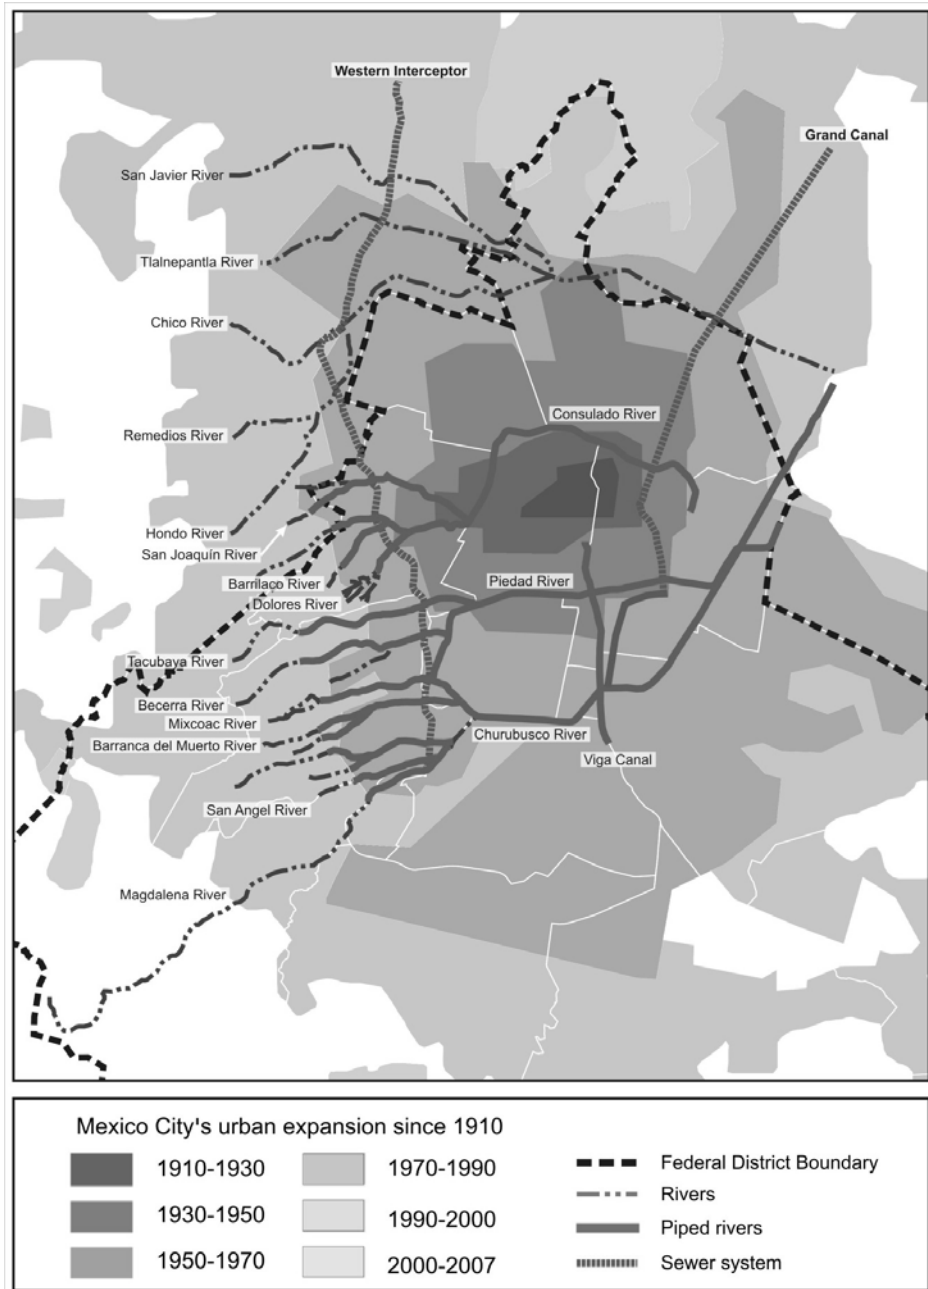 Western Interceptor
Grand Canal
San Javier River
Tlalnepantla River
Chico River
Consulado River
Remedios River
Hondo River
San Joaquín River
Barrilaco River
Piedad River
Dolores River
Tacubaya River
Becerra River
Mixcoac River
Churubusco River
Barranca del Muerto River
Viga Canal
San Angel River
Magdalena River
Mexico City's urban expansion since 1910
1910-1930
1930-1950
1950-1970
1970-1990
1990-2000
2000-2007
Federal District Boundary
Rivers
Piped rivers
Sewer system